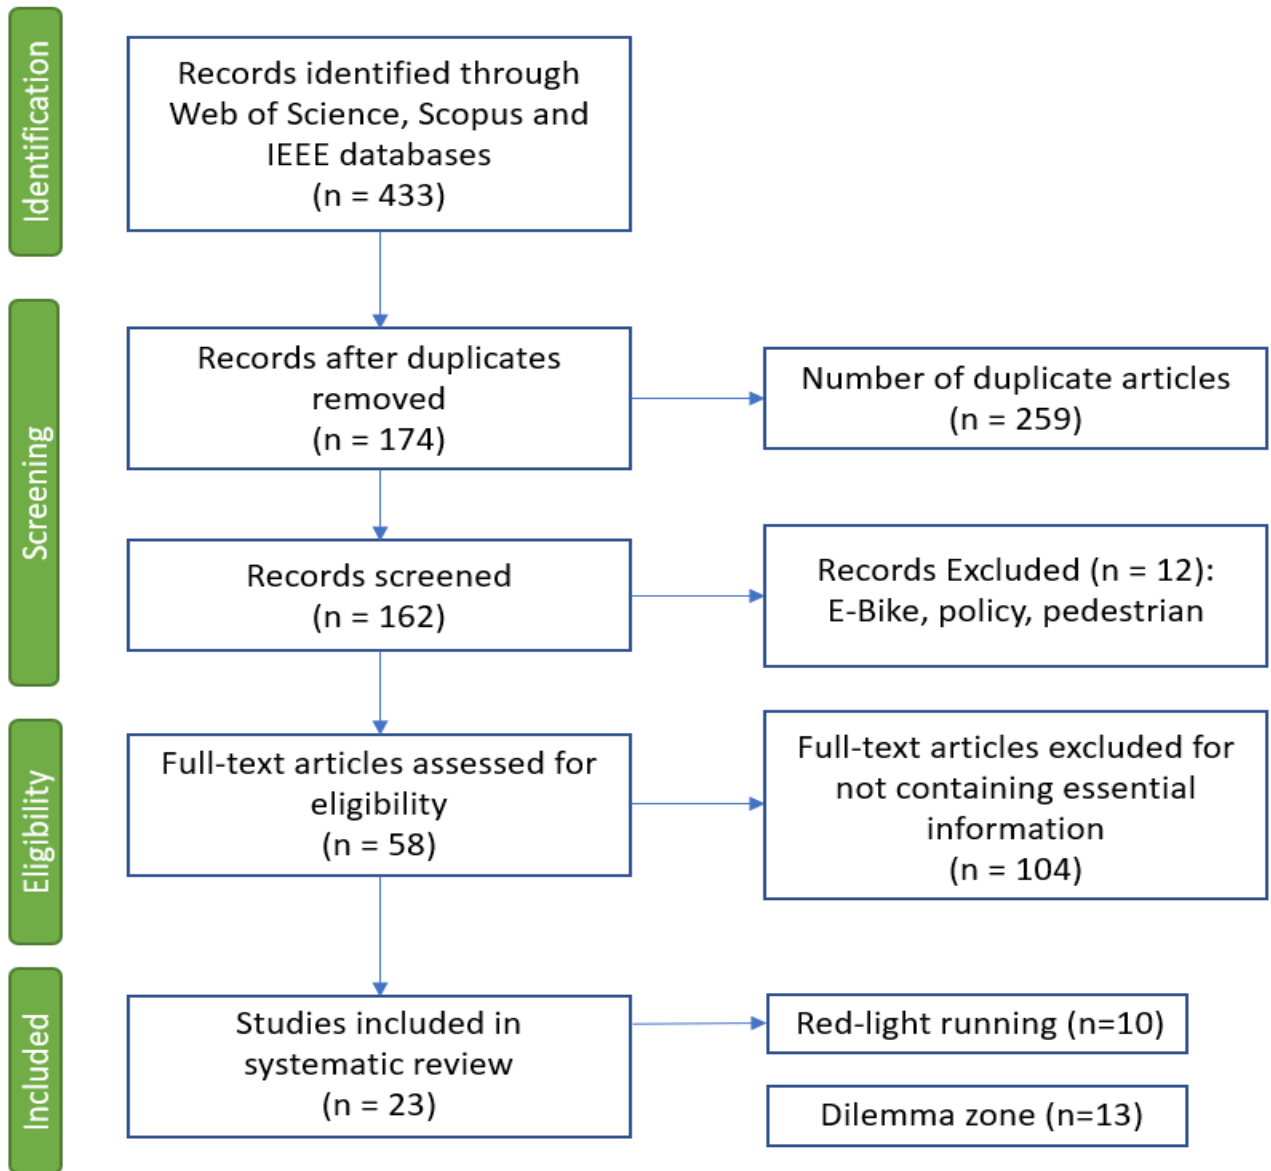 Identification
Records identified through
Web of Science, Scopus and
IEEE databases
(n = 433)
Screening
Records after duplicates
removed
(n = 174)
Number of duplicate articles
(n = 259)
Records screened
(n = 162)
Records Excluded (n = 12):
E-Bike, policy, pedestrian
Eligibility
Full-text articles assessed for
eligibility
(n = 58)
Full-text articles excluded for
not containing essential
information
(n = 104)
Included
Studies included in
systematic review
(n = 23)
Red-light running (n=10)
Dilemma zone (n=13)